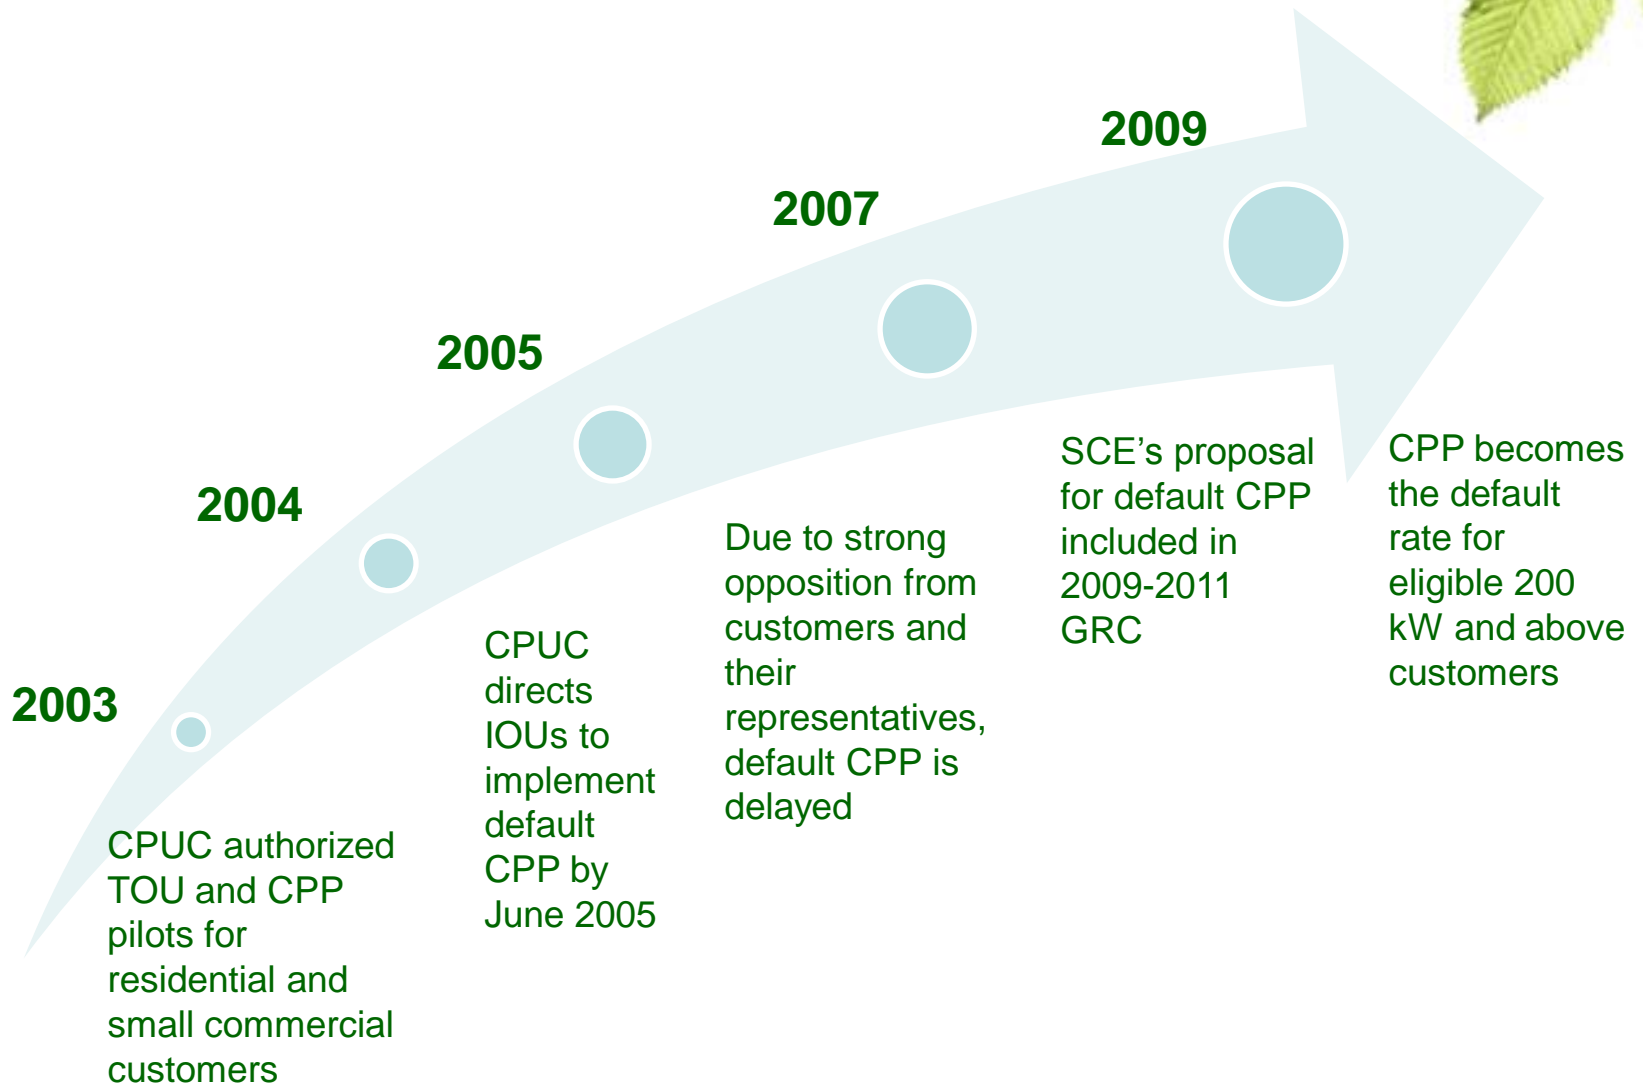 2003
CPUC authorized
TOU and CPP
pilots for
residential and
small commercial
customers
2004
CPUC
directs
IOUs to
implement
default
CPP by
June 2005
2005
Due to strong
opposition from
customers and
their
representatives,
default CPP is
delayed
2007
SCE’s proposal
for default CPP
included in
2009-2011
GRC
2009
CPP becomes
the default
rate for
eligible 200
kW and above
customers